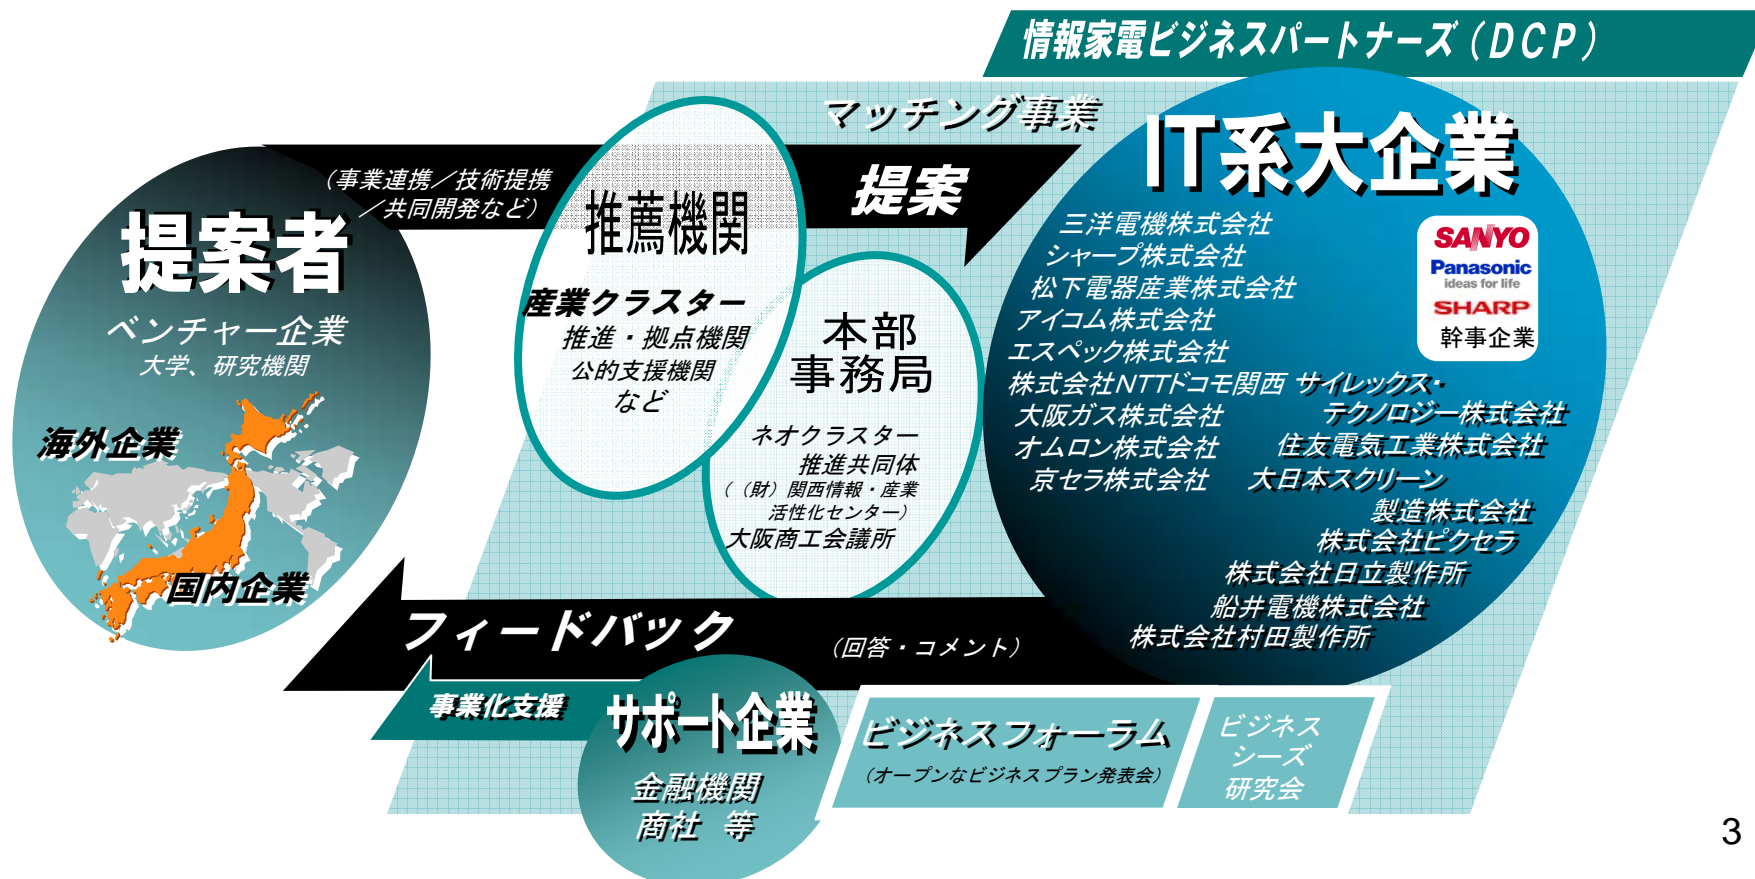 情報家電ビジネスパートナーズ（ＤＣＰ）
マッチング事業
（事業連携／技術提携
／共同開発など）
提案
提案者
ベンチャー企業
大学、研究機関
海外企業
国内企業
推薦機関
産業クラスター
推進・拠点機関
公的支援機関
など
本部
事務局
ネオクラスター
推進共同体
（（財）関西情報・産業
活性化センター）
大阪商工会議所
IT系大企業
三洋電機株式会社
シャープ株式会社
松下電器産業株式会社
アイコム株式会社
エスペック株式会社
株式会社NTTドコモ関西
大阪ガス株式会社
オムロン株式会社
京セラ株式会社
サイレックス・
テクノロジー株式会社
住友電気工業株式会社
大日本スクリーン
製造株式会社
株式会社ピクセラ
株式会社日立製作所
船井電機株式会社
株式会社村田製作所
SANYO
Panasonic
ideas for life
SHARP
幹事企業
フィードバック
（回答・コメント）
事業化支援
サポート企業
金融機関
商社　等
ビジネスフォーラム
（オープンなビジネスプラン発表会）
ビジネス
シーズ
研究会
3